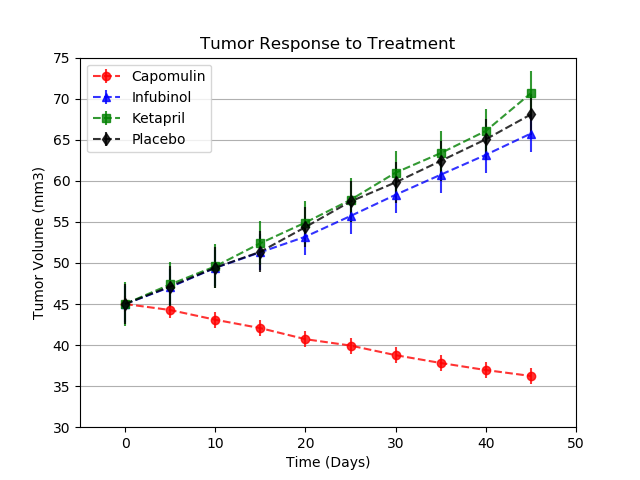 Tumor Response to Treatment
Capomulin
Infubinol
Ketapril
Placebo
75
70
65
60
55
50
45
40
35
30
Tumor Volume (mm3)
0
10
20
30
40
50
Time (Days)